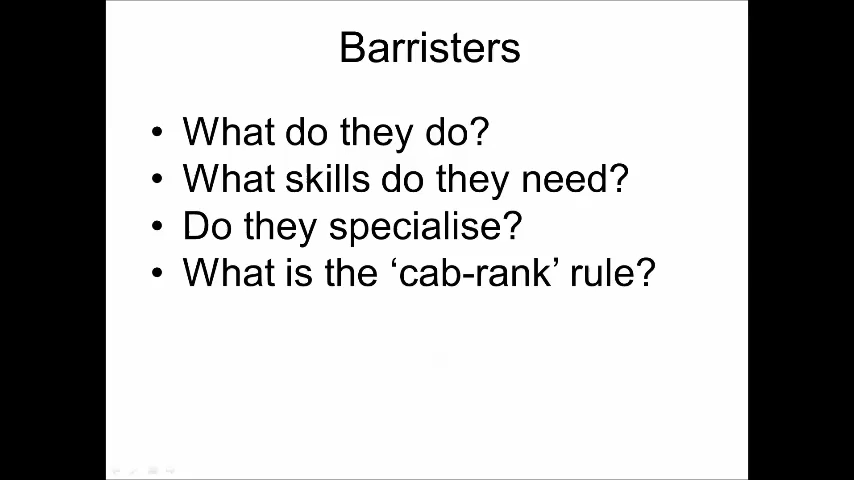 Barristers
• What do they do?
• What skills do they need?
• Do they specialise?
• What is the ‘cab-rank’ rule?